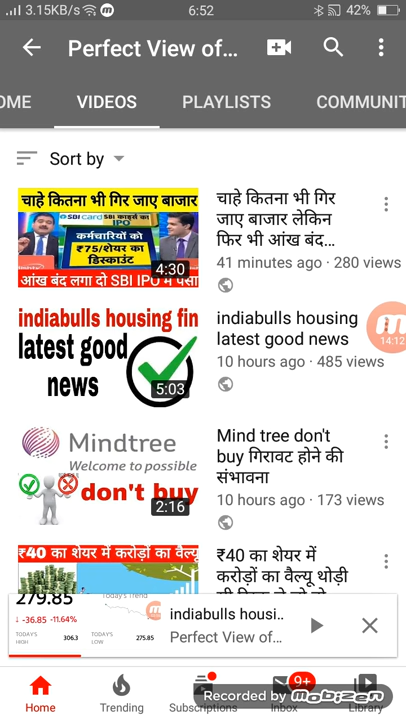 3.15KB/s 6:52 42%
Perfect View of...
OME VIDEOS PLAYLISTS COMMUNIT
Sort by
चाहे कितना भी गिर जाए बाजार
SBI card SBI कार्ड्स का
IPO
कर्मचारियों को
₹75/शेयर का
डिस्काउंट
4:30
आंख बंद लगा दो SBI IPO में पैसा
चाहे कितना भी गिर
जाए बाजार लेकिन
फिर भी आंख बंद...
41 minutes ago · 280 views
indiabulls housing fin
latest good
news
5:03
indiabulls housing
latest good news
10 hours ago · 485 views
14:12
Mindtree
Welcome to possible
don't buy
2:16
Mind tree don't
buy गिरावट होने की
संभावना
10 hours ago · 173 views
₹40 का शेयर में करोड़ों का वैल्यू
₹40 का शेयर में
करोड़ों का वैल्यू थोड़ी
279.85
Today's Trend
↓ -36.85 -11.64%
TODAY'S HIGH 306.3 TODAY'S LOW 275.85
indiabulls housi..
Perfect View of...
9+
Home Trending Subscriptions Inbox Library
Recorded by mobizen